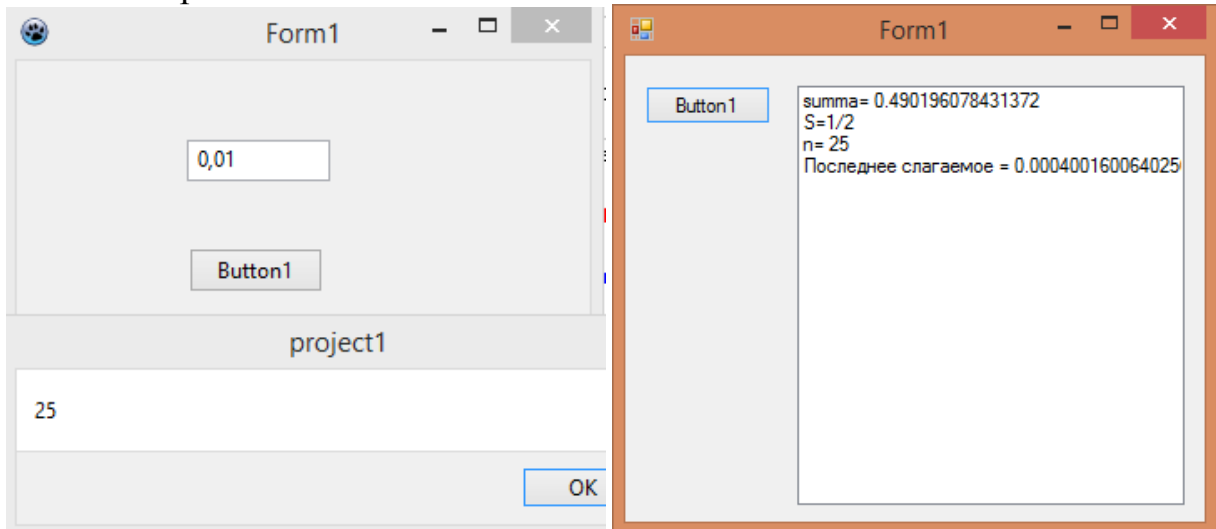 Form1
0,01
Button1
project1
25
OK
Form1
Button1
summa= 0.490196078431372
S=1/2
n= 25
Последнее слагаемое = 0.000400160064025